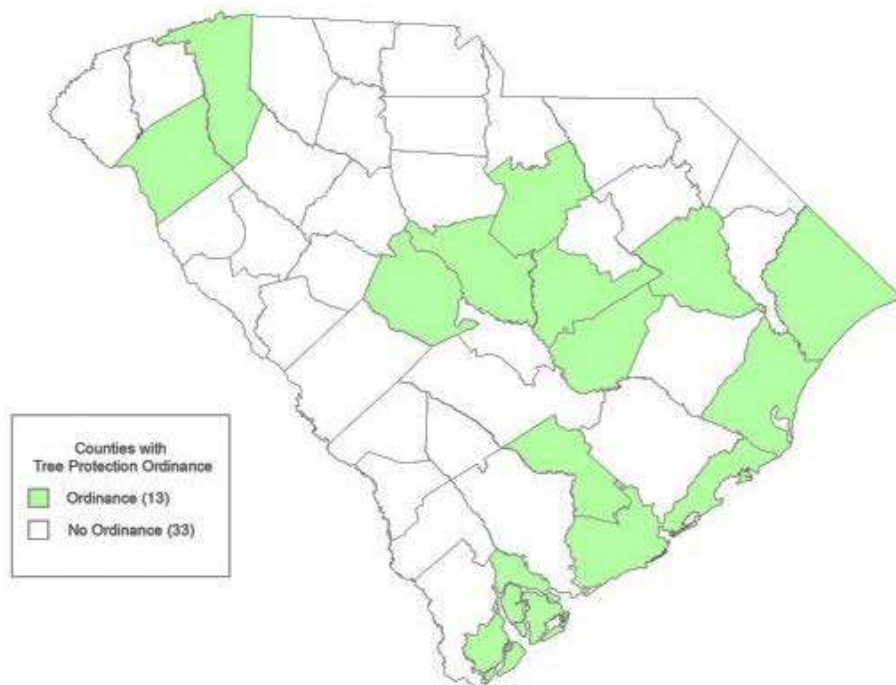 Counties with
Tree Protection Ordinance
Ordinance (13)
No Ordinance (33)